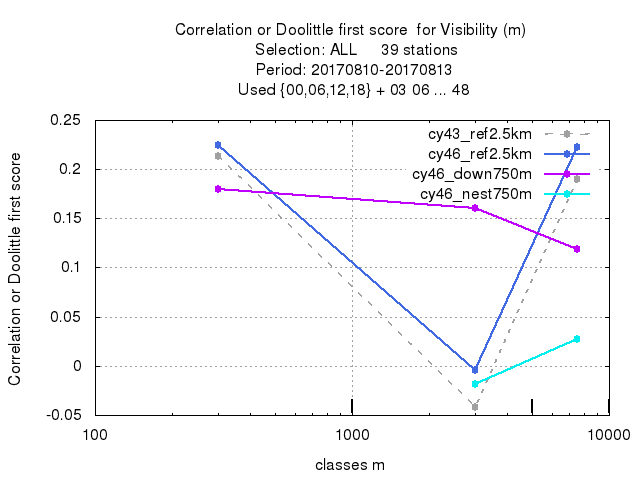 Correlation or Doolittle first score  for Visibility (m)
Selection: ALL     39 stations
Period: 20170810-20170813
Used {00,06,12,18} + 03 06 ... 48
cy43_ref2.5km
cy46_ref2.5km
cy46_down750m
cy46_nest750m
Correlation or Doolittle first score
0.25
0.2
0.15
0.1
0.05
0
-0.05
100
1000
10000
classes m